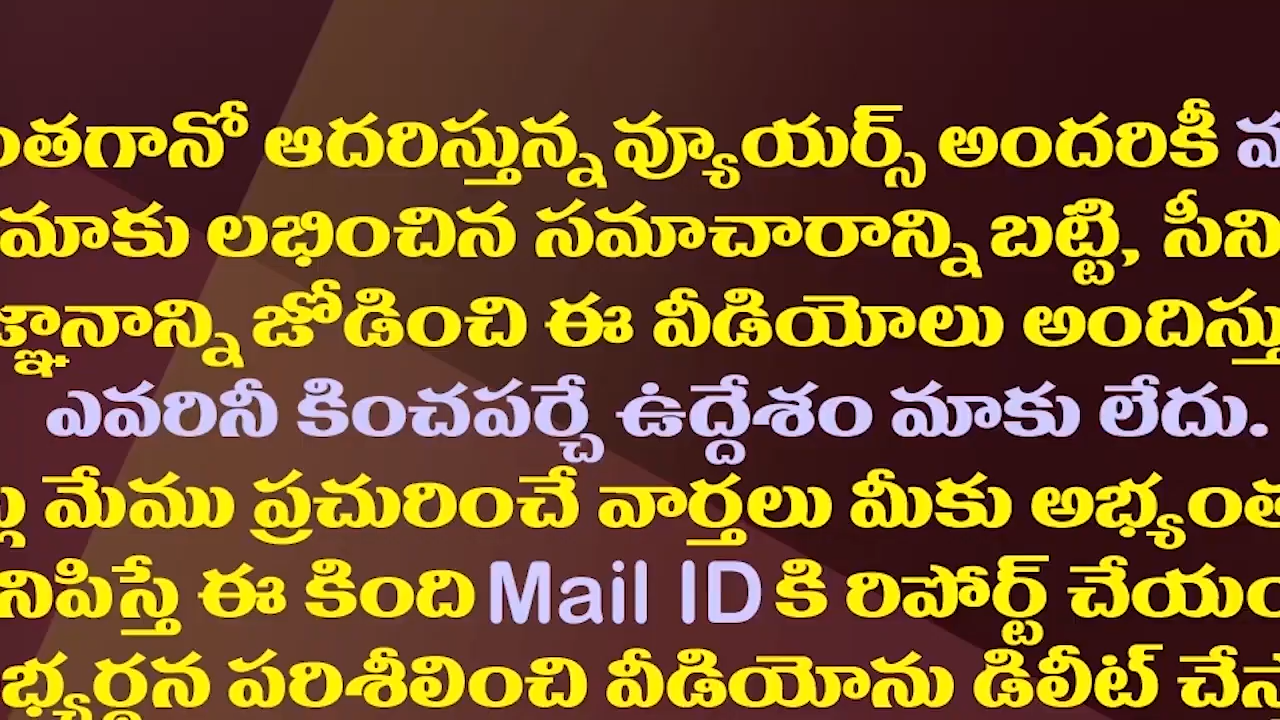 ంతగానో ఆదరిస్తున్న వ్యూయర్స్ అందరికీ
మాకు లభించిన సమాచారాన్ని బట్టి, సీని
జ్ఞానాన్ని జోడించి ఈ వీడియోలు అందిస్తు
ఎవరినీ కించపర్చే ఉద్దేశం మాకు లేదు.
మేము ప్రచురించే వార్తలు మీకు అభ్యంత
నిపిస్తే ఈ కింది Mail ID కి రిపోర్ట్ చేయం
భ్యర్థన పరిశీలించి వీడియోను డిలీట్ చేస